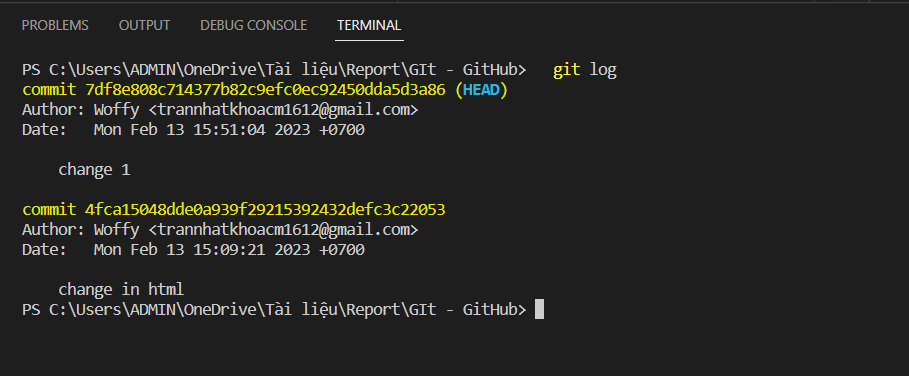 PROBLEMS OUTPUT DEBUG CONSOLE TERMINAL
PS C:\Users\ADMIN\OneDrive\Tài liệu\Report\GIt - GitHub> git log
commit 7df8e808c714377b82c9efc0ec92450dda5d3a86 (HEAD)
Author: Woffy <trannhatkhoacm1612@gmail.com>
Date: Mon Feb 13 15:51:04 2023 +0700
change 1
commit 4fca15048dde0a939f29215392432defc3c22053
Author: Woffy <trannhatkhoacm1612@gmail.com>
Date: Mon Feb 13 15:09:21 2023 +0700
change in html
PS C:\Users\ADMIN\OneDrive\Tài liệu\Report\GIt - GitHub>